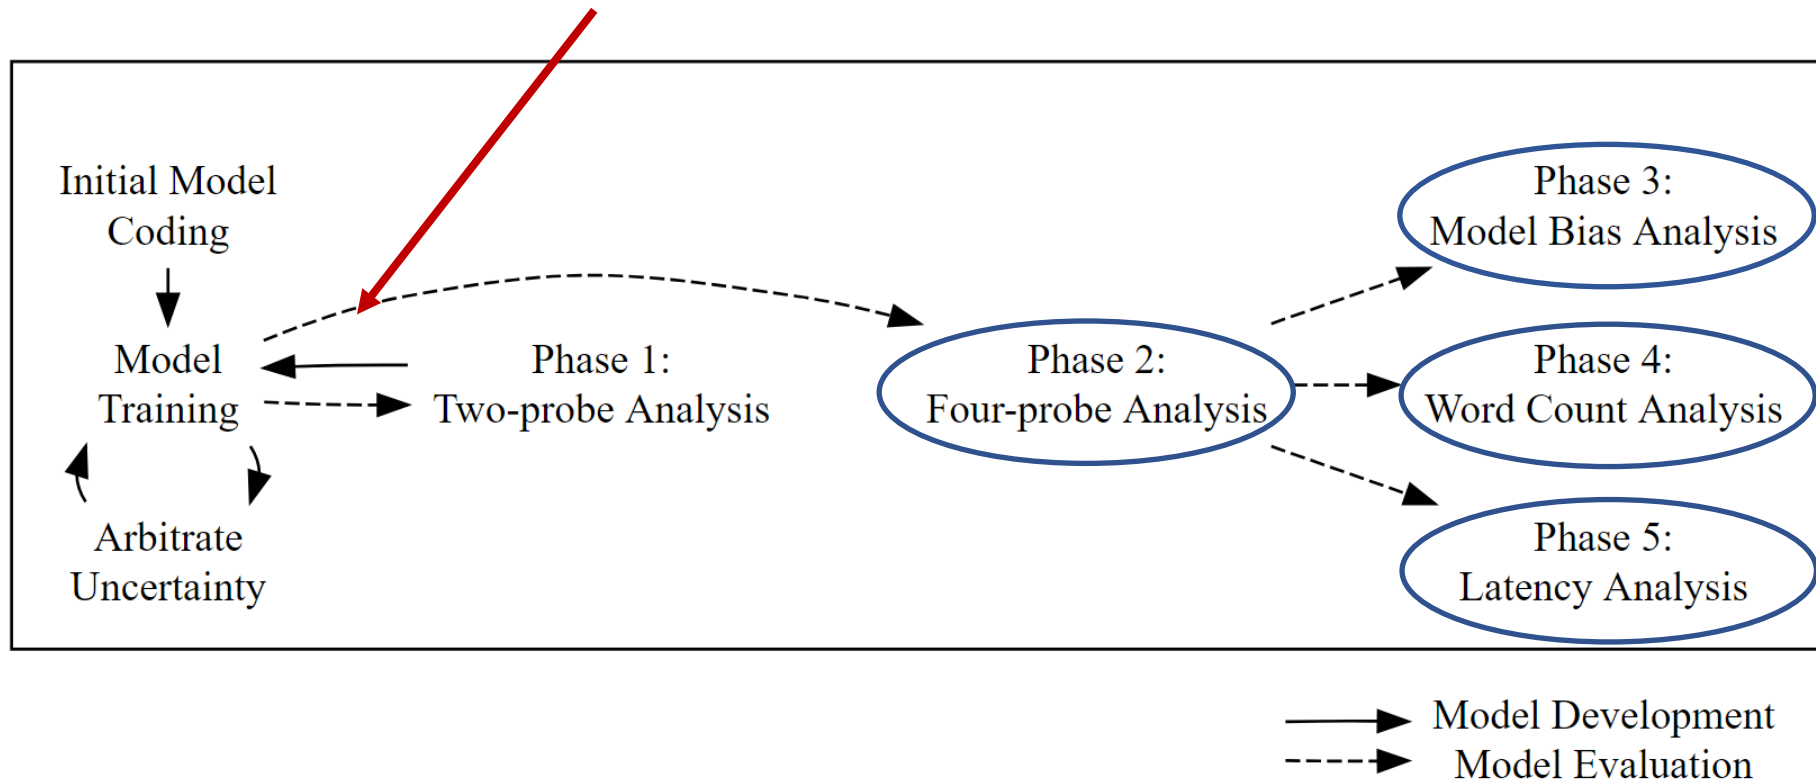 Initial Model
Coding
Model
Training
Arbitrate
Uncertainty
Phase 1:
Two-probe Analysis
Phase 2:
Four-probe Analysis
Phase 3:
Model Bias Analysis
Phase 4:
Word Count Analysis
Phase 5:
Latency Analysis
Model Development
Model Evaluation